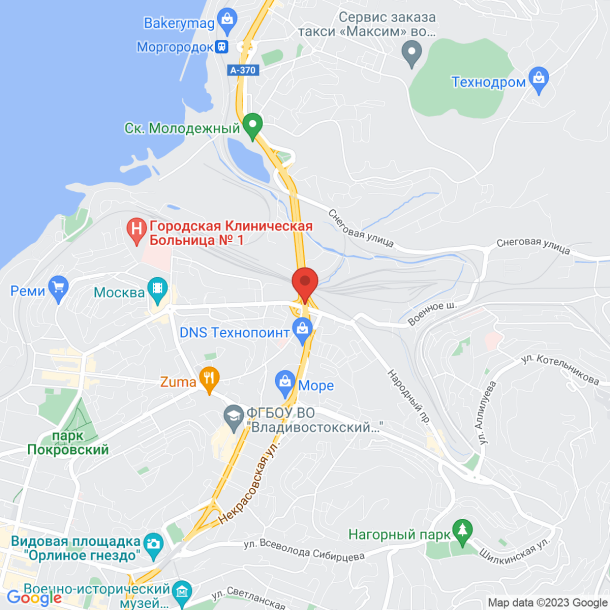 Bakerymag
Моргородок
Сервис заказа
такси «Максим» во...
А-370
Технодром
Ск. Молодежный
Снеговая улица
Городская Клиническая
Больница № 1
Снеговая улица
Реми
Москва
Военное ш.
DNS Технопоинт
ул. Котельникова
Zuma
Море
Народный пр.
ул. Аллилуева
ФГБОУ ВО
"Владивостокский..."
парк
Покровский
Некрасовская ул.
Видовая площадка
"Орлиное гнездо"
ул. Всеволода Сибирцева
Нагорный парк
Шилкинская ул.
Военно-исторический
музей...
ул. Светланская
Google
Map data ©2023 Google